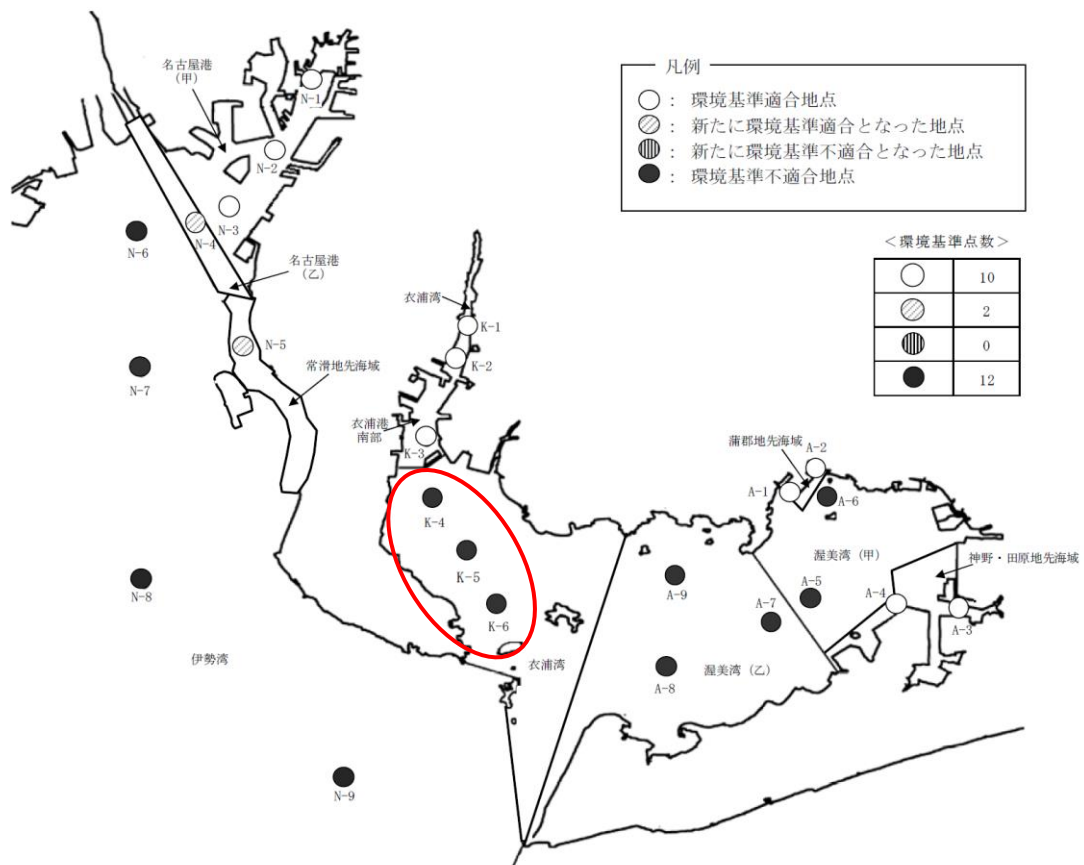 名古屋港
(甲)
N-1
N-2
N-3
N-4
N-6
名古屋港
(乙)
N-5
N-7
常滑地先海域
N-8
伊勢湾
N-9
衣浦湾
K-1
K-2
衣浦港
南部
K-3
K-4
K-5
K-6
衣浦湾
凡例
: 環境基準適合地点
: 新たに環境基準適合となった地点
: 新たに環境基準不適合となった地点
: 環境基準不適合地点
<環境基準点数>
10
2
0
12
蒲郡地先海域
A-2
A-1
A-6
渥美湾(甲)
神野・田原地先海域
A-5
A-4
A-3
A-9
A-7
A-8
渥美湾(乙)